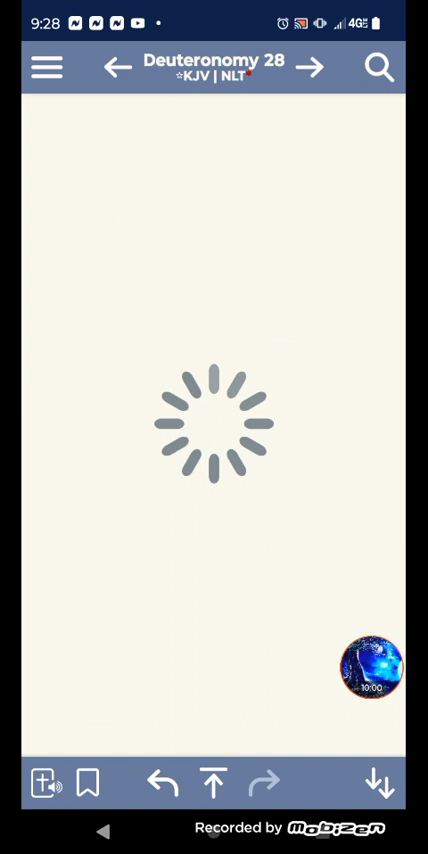 9:28 4G
Deuteronomy 28
☆KJV | NLT
10:00
Recorded by Mobizen